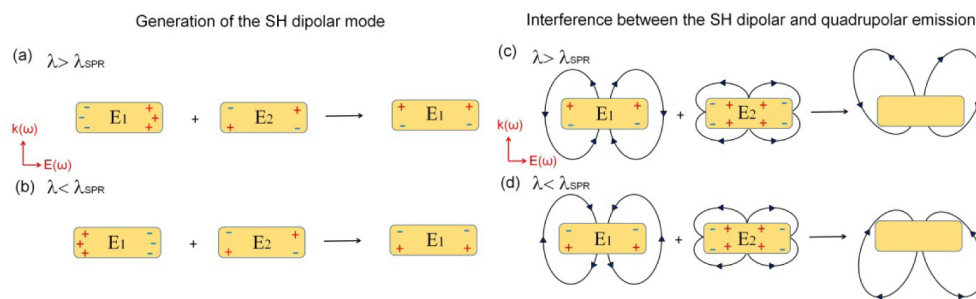 Generation of the SH dipolar mode
(a) λ> λSPR
- - - E1 + + + + - + E2 + - → + + E1 - -
k(ω)
E(ω)
(b) λ< λSPR
+ + + E1 - - - + - + E2 + - → - - E1 + +
Interference between the SH dipolar and quadrupolar emission
(c) λ> λSPR
+ + E1 - - + - + + - E2 - + + - →
k(ω)
E(ω)
(d) λ< λSPR
- - E1 + + + - + + - E2 - + + - →